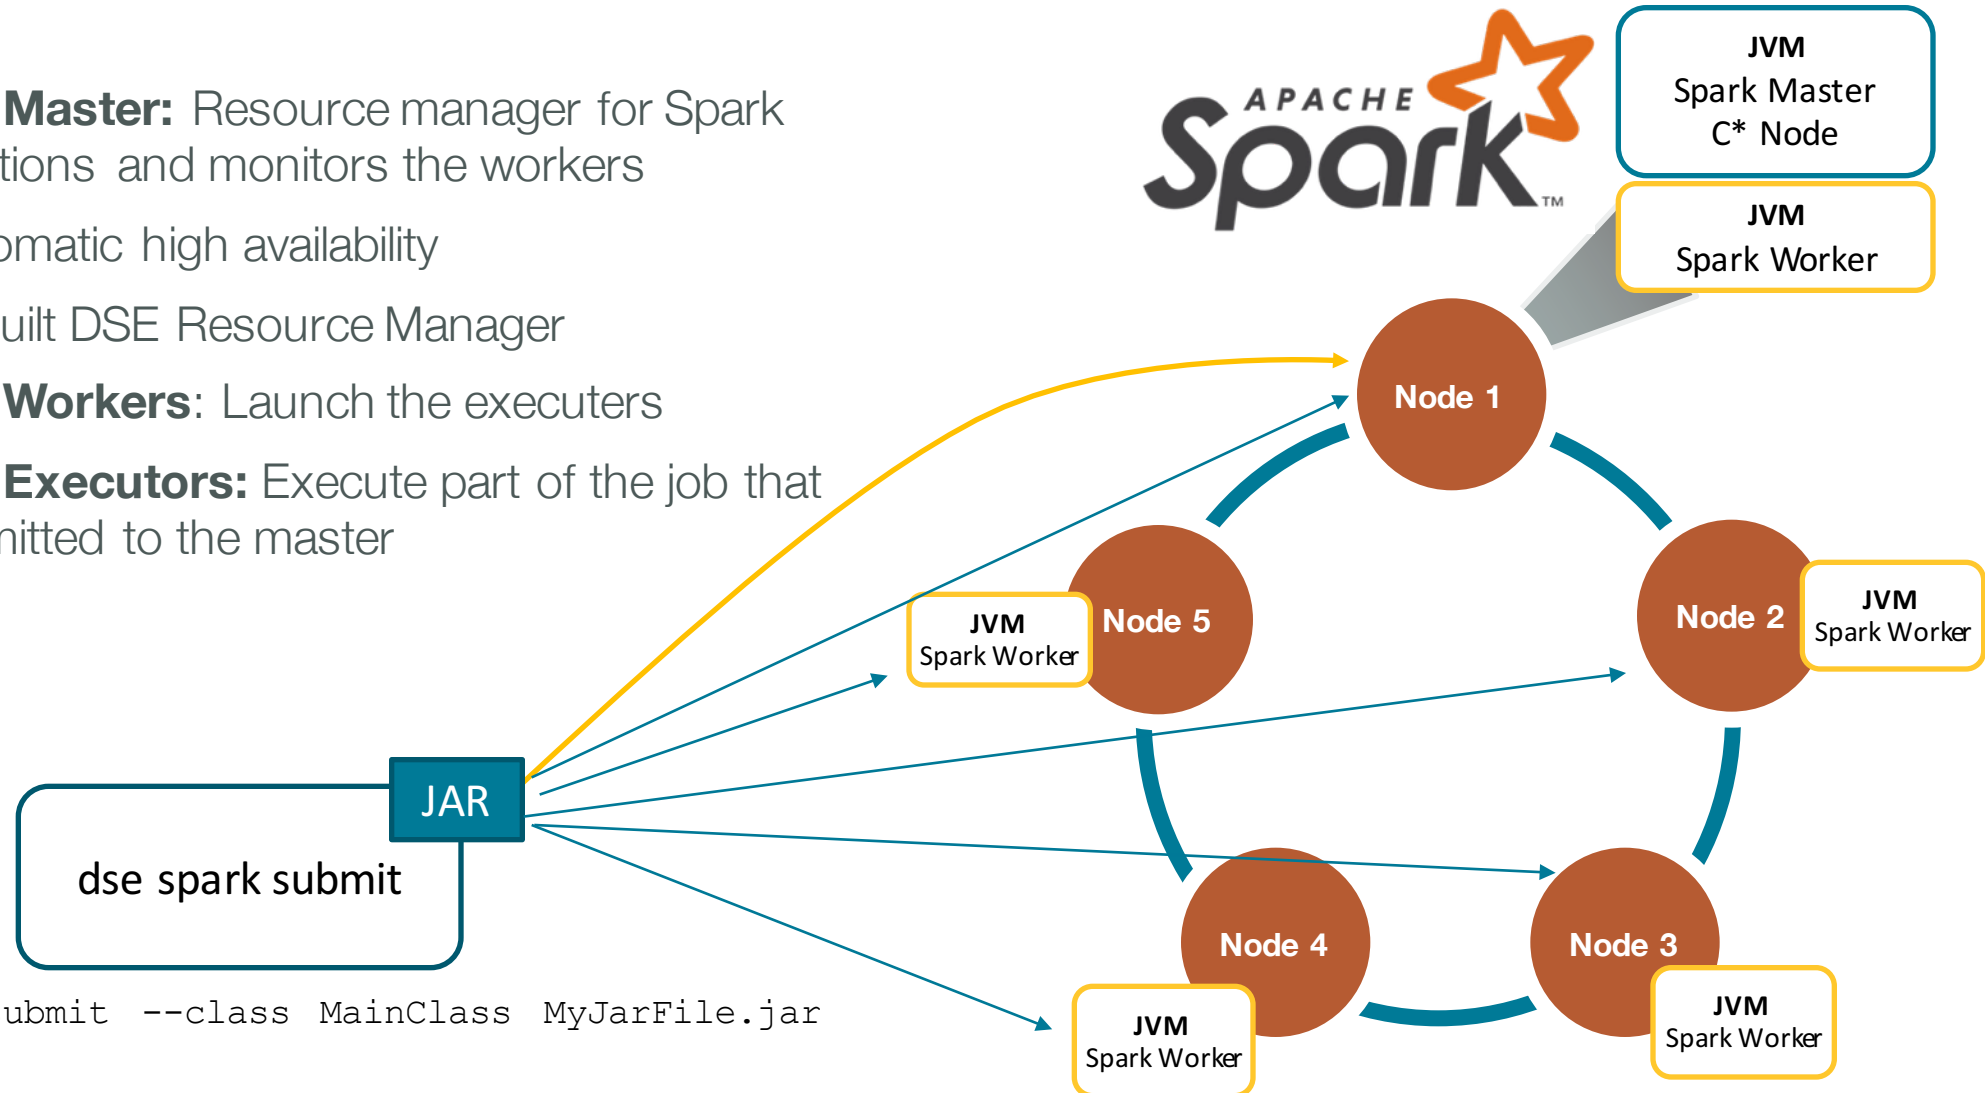 Master: Resource manager for Spark
tions and monitors the workers
omatic high availability
uilt DSE Resource Manager
Workers: Launch the executers
Executors: Execute part of the job that
mitted to the master
APACHE
Spark
TM
JVM
Spark Master
C* Node
JVM
Spark Worker
Node 1
Node 5
JVM
Spark Worker
Node 2
JVM
Spark Worker
JAR
dse spark submit
Node 4
JVM
Spark Worker
Node 3
JVM
Spark Worker
ubmit --class MainClass MyJarFile.jar